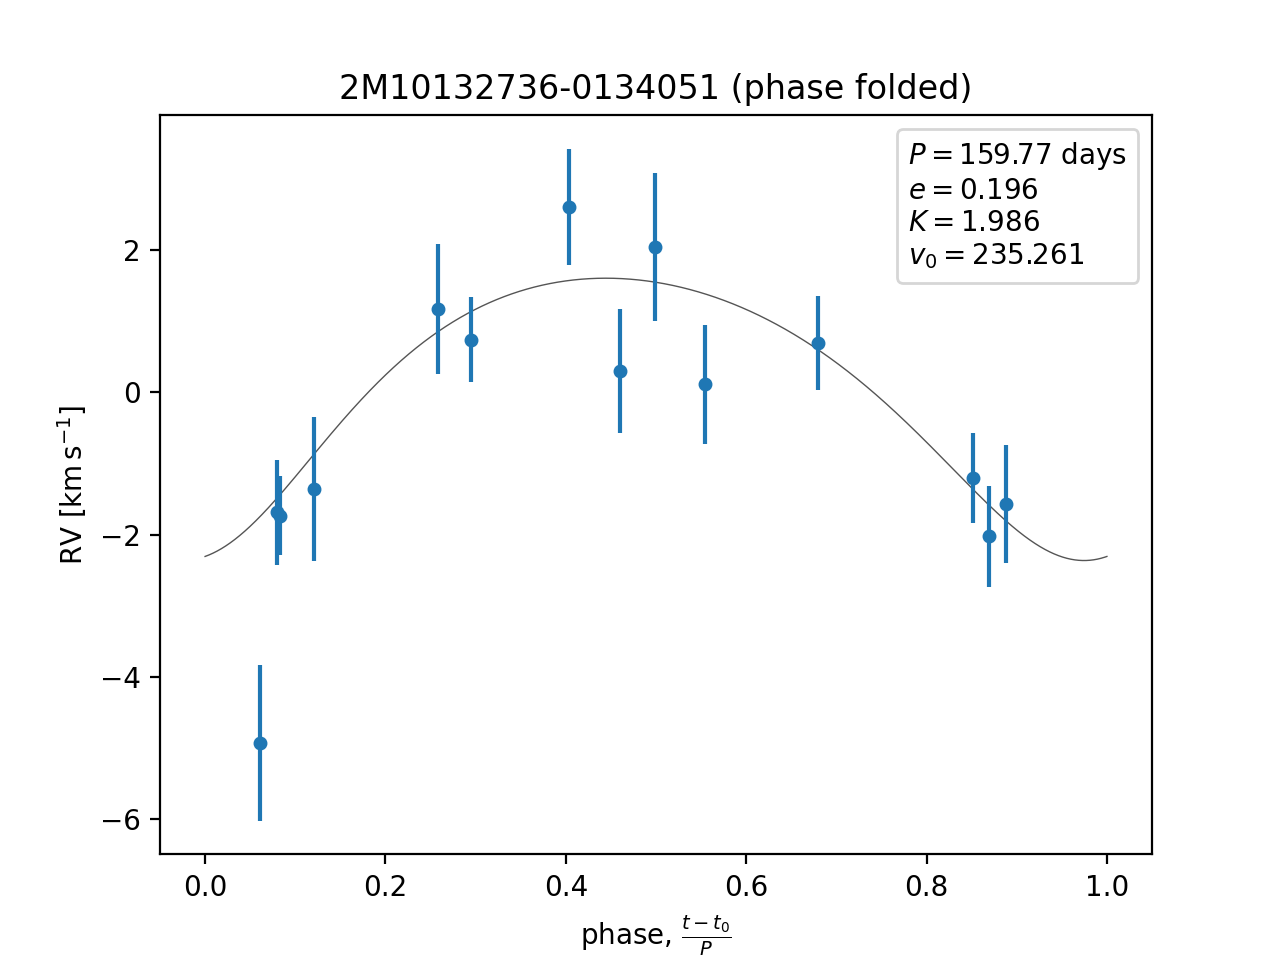 2M10132736-0134051 (phase folded)
P = 159.77 days
e = 0.196
K = 1.986
v₀ = 235.261
RV [km s⁻¹]
2
0
−2
−4
−6
0.0 0.2 0.4 0.6 0.8 1.0
phase, (t − t₀)/P